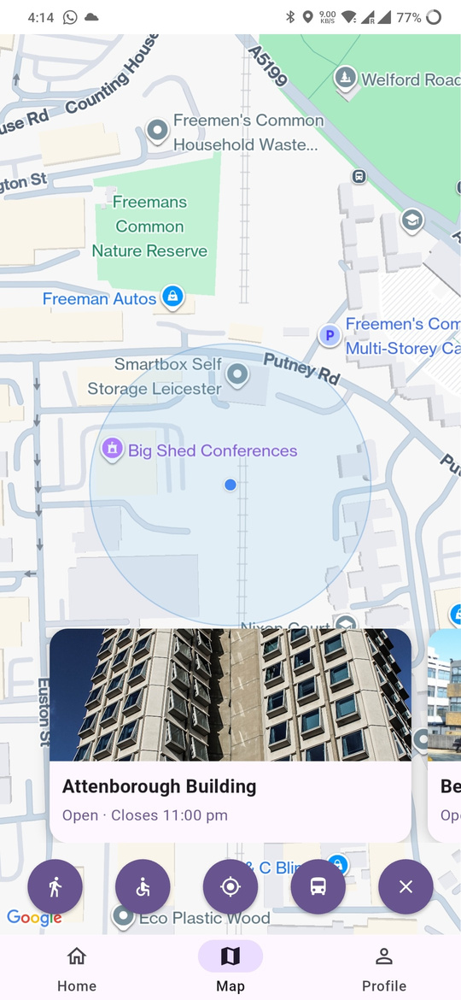 4:14
9.00
KB/S
R
77%
A5199
Counting House
use Rd
Welford Road
Freemen's Common
Household Waste...
gton St
Freemans
Common
Nature Reserve
Freeman Autos
P
Freemen's Com
Multi-Storey Ca
Smartbox Self
Storage Leicester
Putney Rd
Big Shed Conferences
Put
Nixon Court
Euston St
Attenborough Building
Open · Closes 11:00 pm
Be
Ope
& C Blin
Google
Eco Plastic Wood
Home
Map
Profile